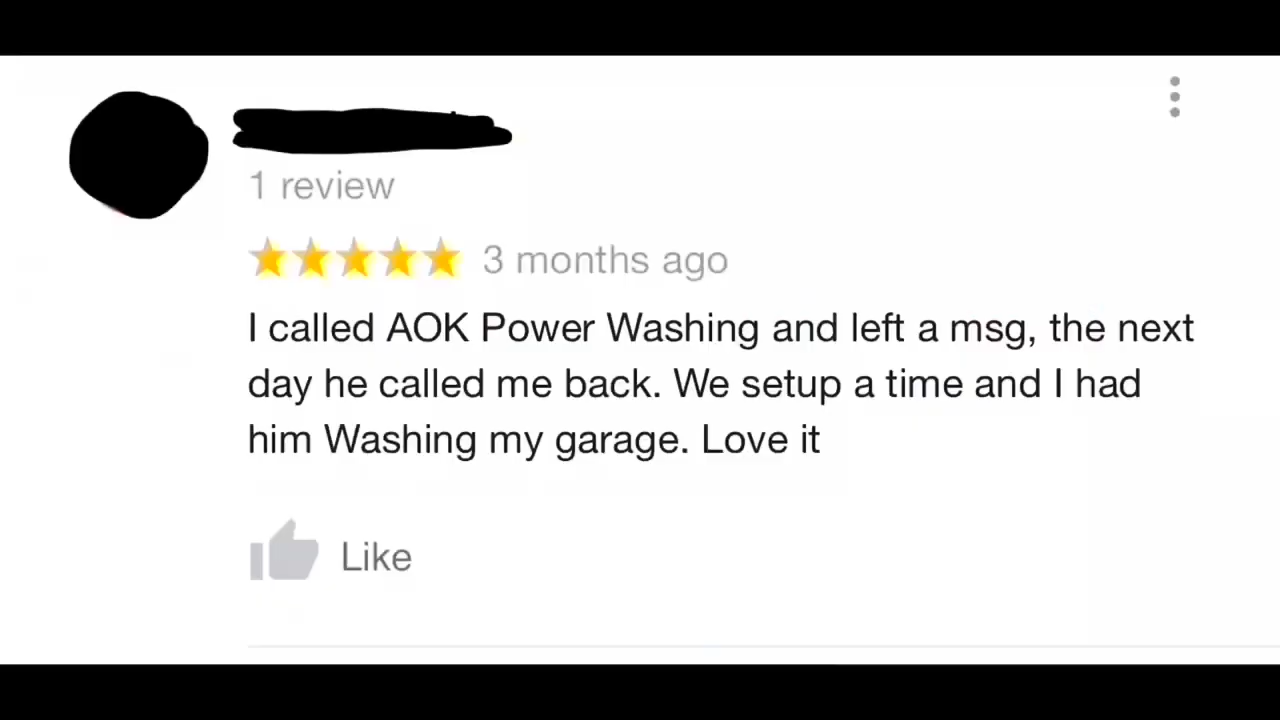 1 review
3 months ago
I called AOK Power Washing and left a msg, the next
day he called me back. We setup a time and I had
him Washing my garage. Love it
Like